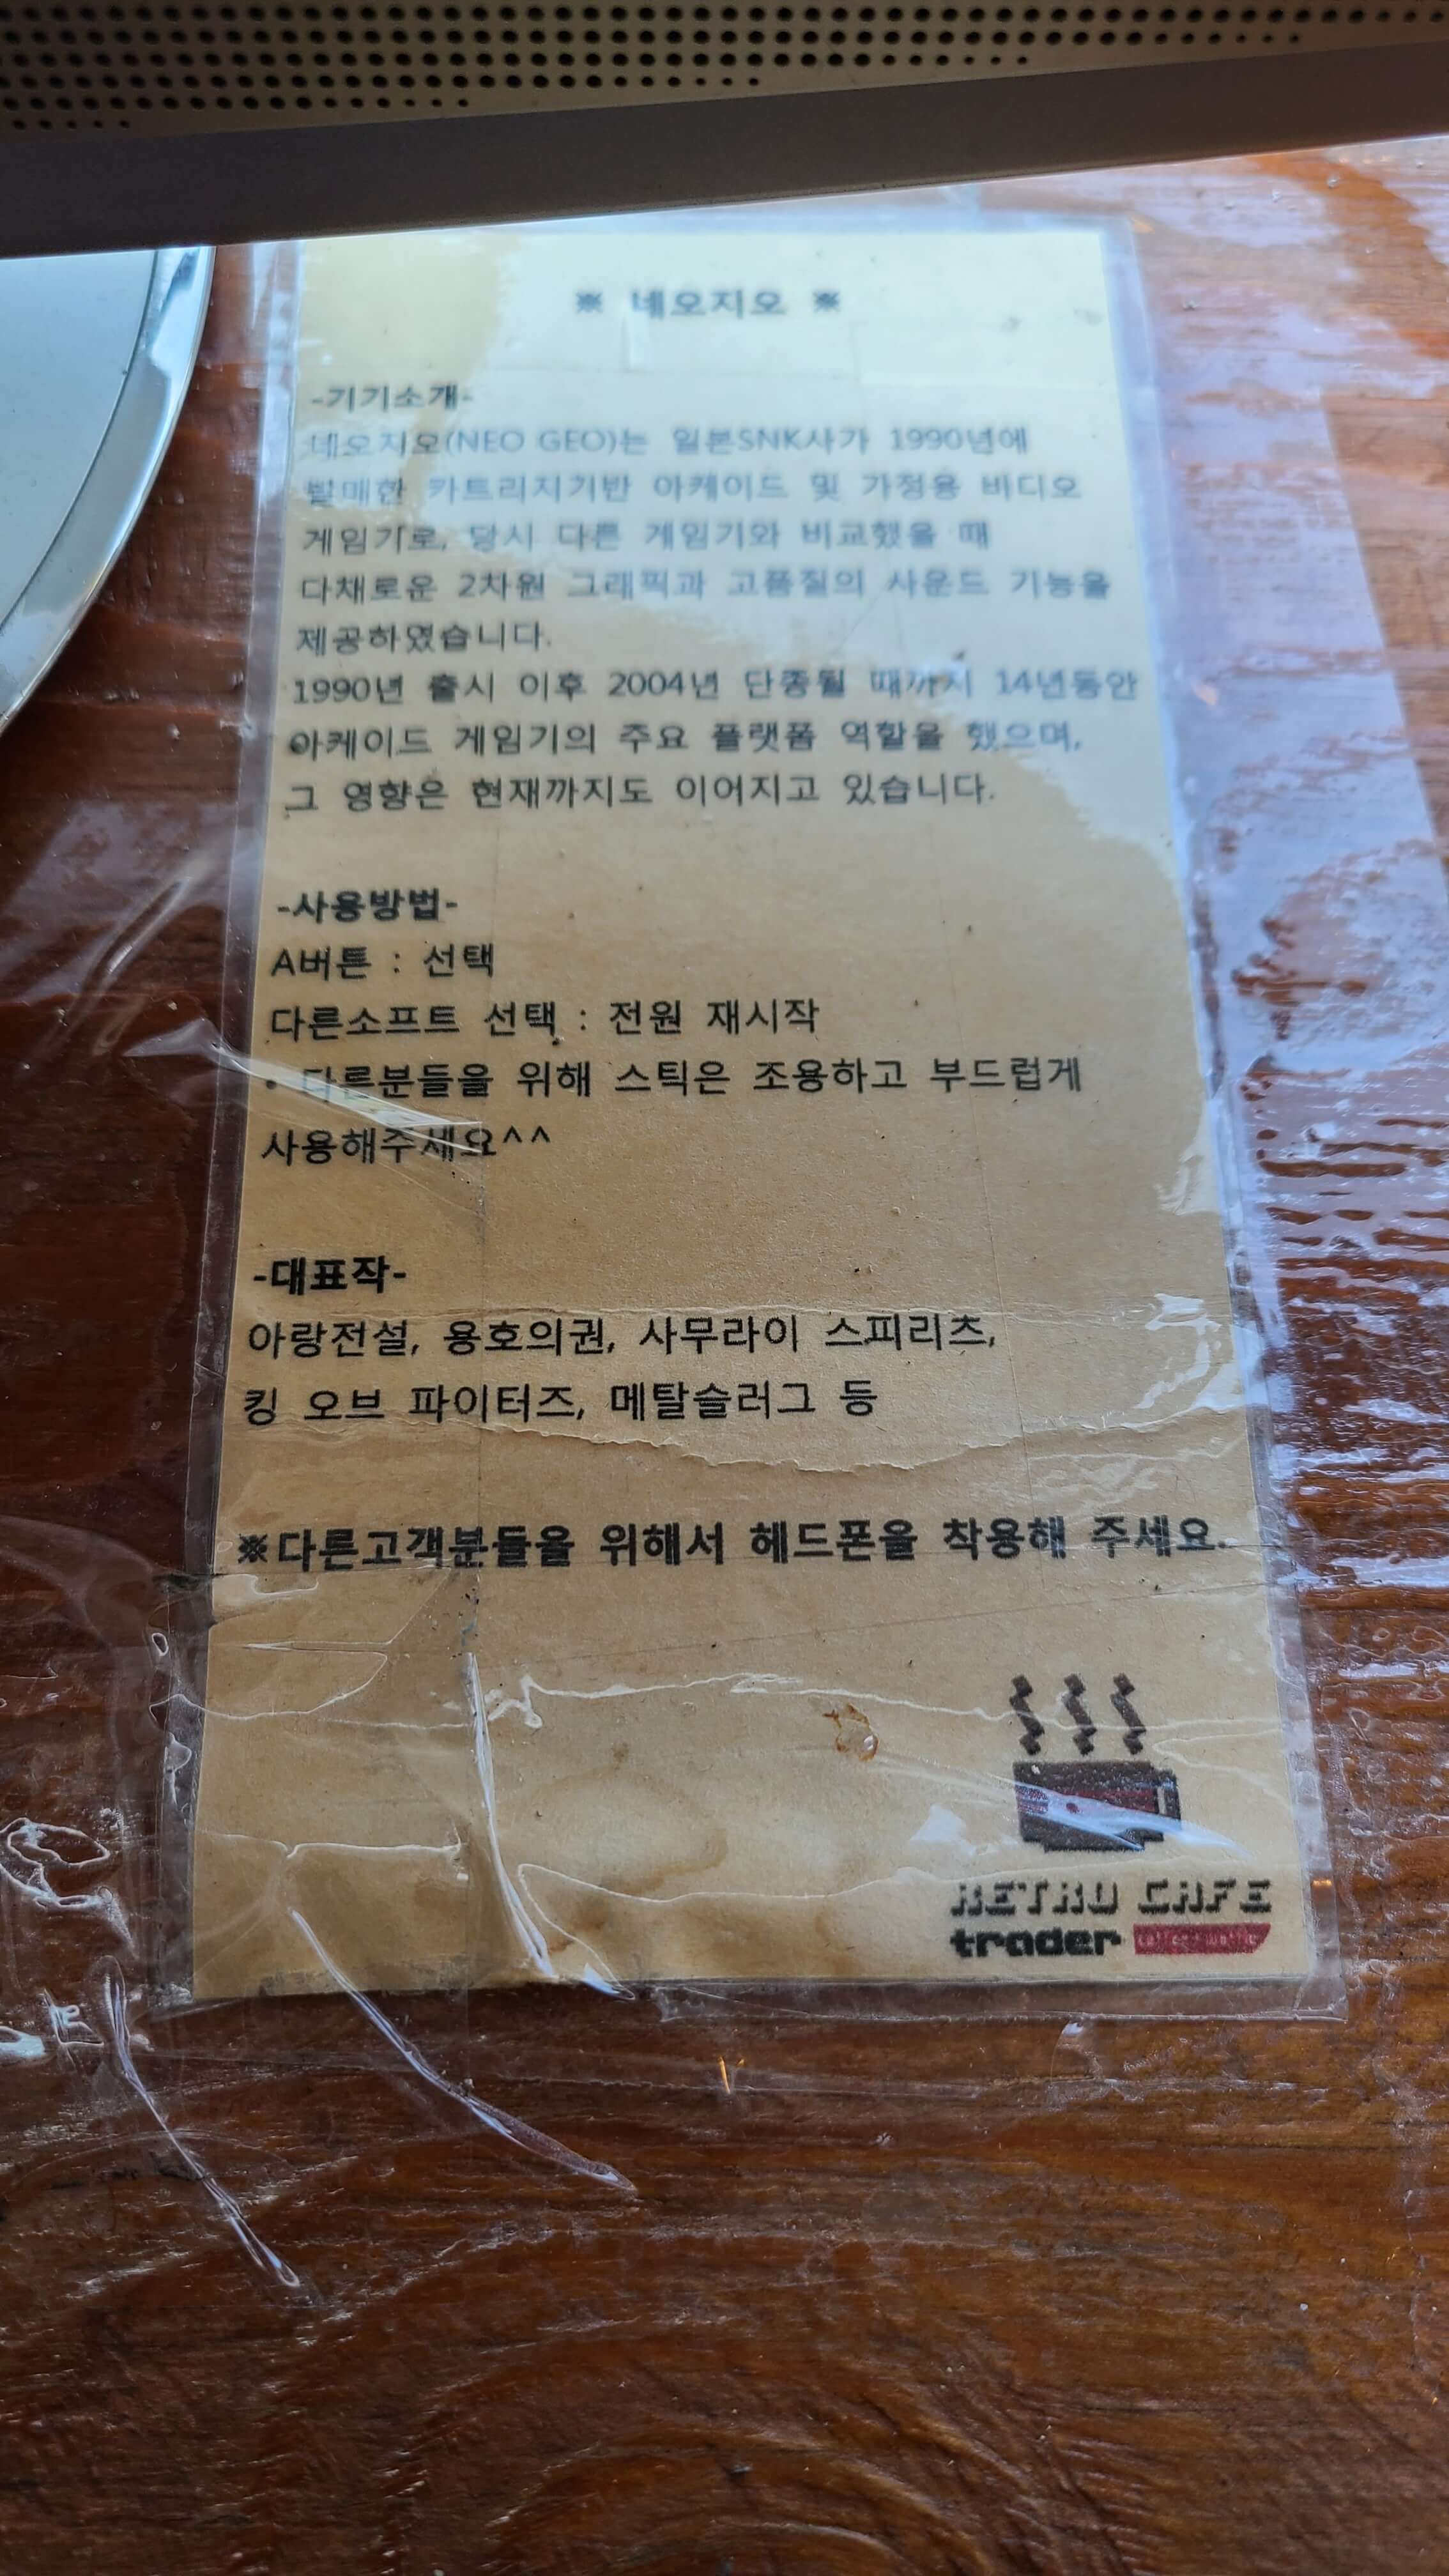 ※ 네오지오 ※
-기기소개-
네오지오(NEO GEO)는 일본SNK사가 1990년에
발매한 카트리지기반 아케이드 및 가정용 비디오
게임기로, 당시 다른 게임기와 비교했을 때
다채로운 2차원 그래픽과 고품질의 사운드 기능을
제공하였습니다.
1990년 출시 이후 2004년 단종될 때까지 14년동안
아케이드 게임기의 주요 플랫폼 역할을 했으며,
그 영향은 현재까지도 이어지고 있습니다.
-사용방법-
A버튼 : 선택
다른소프트 선택 : 전원 재시작
• 다른분들을 위해 스틱은 조용하고 부드럽게
사용해주세요^^
-대표작-
아랑전설, 용호의권, 사무라이 스피리츠,
킹 오브 파이터즈, 메탈슬러그 등
※다른고객분들을 위해서 헤드폰을 착용해 주세요.
RETRO CAFE
trader